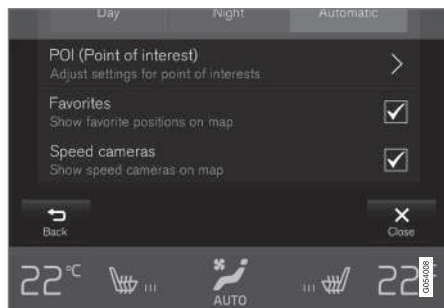 Day Night Automatic
POI (Point of interest)
Adjust settings for point of interests
Favorites
Show favorite positions on map
Speed cameras
Show speed cameras on map
Back Close
22°C AUTO 22°
G054008